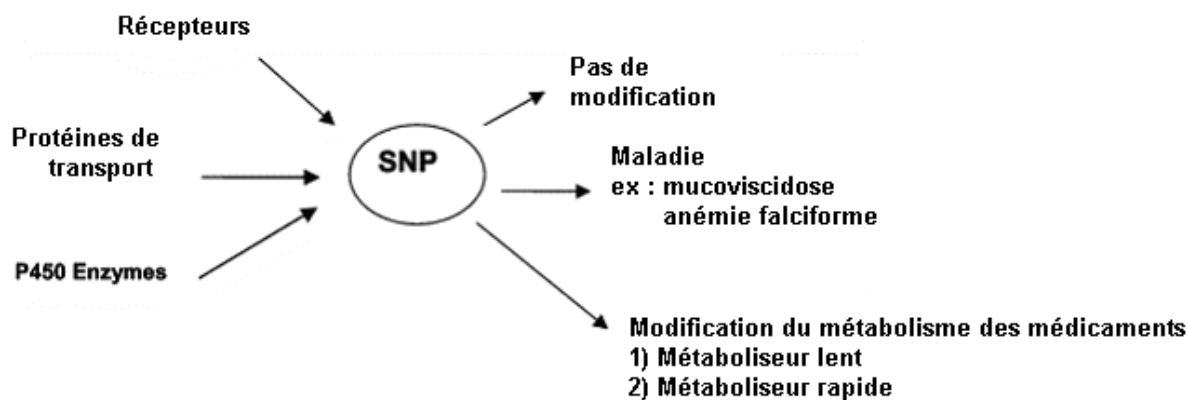 Récepteurs
Protéines de
transport
P450 Enzymes
SNP
Pas de
modification
Maladie
ex : mucoviscidose
anémie falciforme
Modification du métabolisme des médicaments
1) Métaboliseur lent
2) Métaboliseur rapide